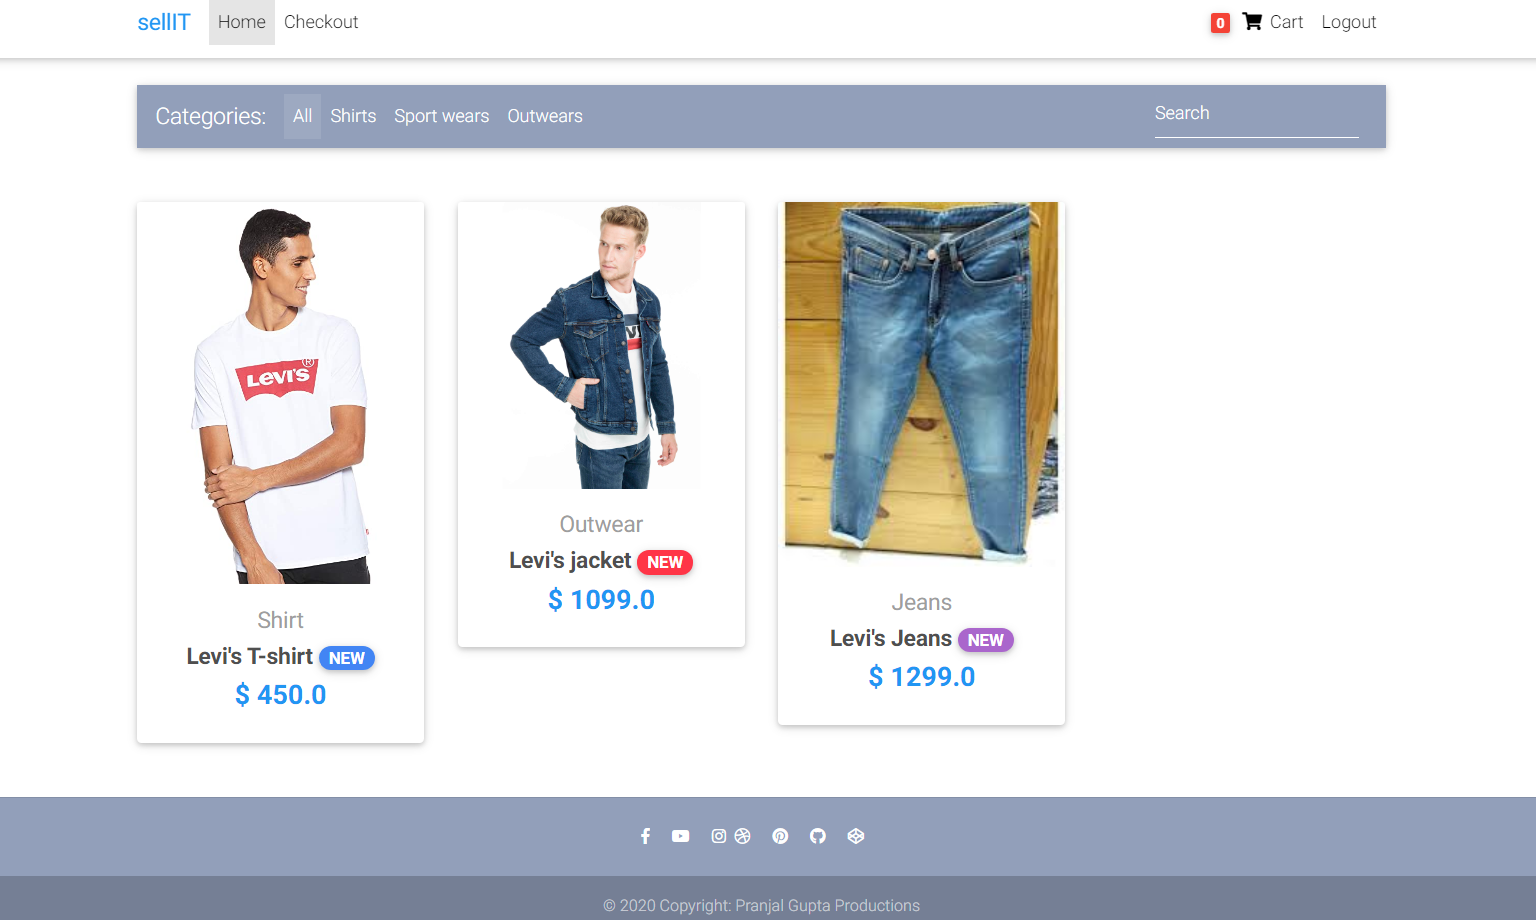 sellIT Home Checkout 0 Cart Logout
Categories: All Shirts Sport wears Outwears Search
LEVI'S ®
Outwear
Levi's jacket NEW
$ 1099.0
Jeans
Levi's Jeans NEW
$ 1299.0
Shirt
Levi's T-shirt NEW
$ 450.0
© 2020 Copyright: Pranjal Gupta Productions